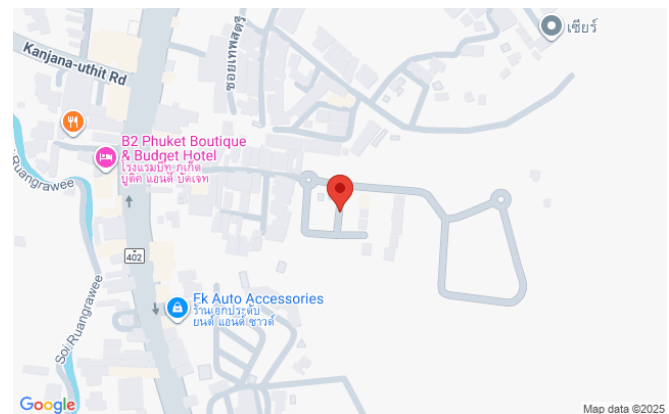 เซียร์
Kanjana-uthit Rd
ซอยเทพสตรี
B2 Phuket Boutique
& Budget Hotel
โรงแรมบีทู ภูเก็ต
บูติค แอนด์ บัดเจท
Soi Ruangrawee
402
Fk Auto Accessories
ร้านเอกประดับ
ยนต์ แอนด์ ซาวด์
Soi Ruangrawee
Google
Map data ©2025